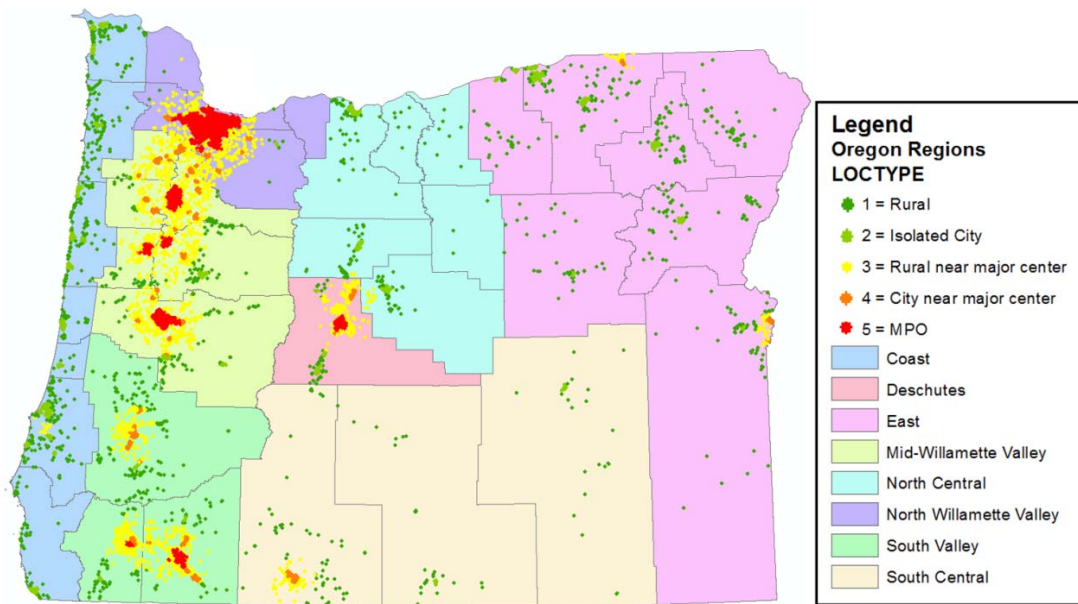 Legend
Oregon Regions
LOCTYPE
1 = Rural
2 = Isolated City
3 = Rural near major center
4 = City near major center
5 = MPO
Coast
Deschutes
East
Mid-Willamette Valley
North Central
North Willamette Valley
South Valley
South Central